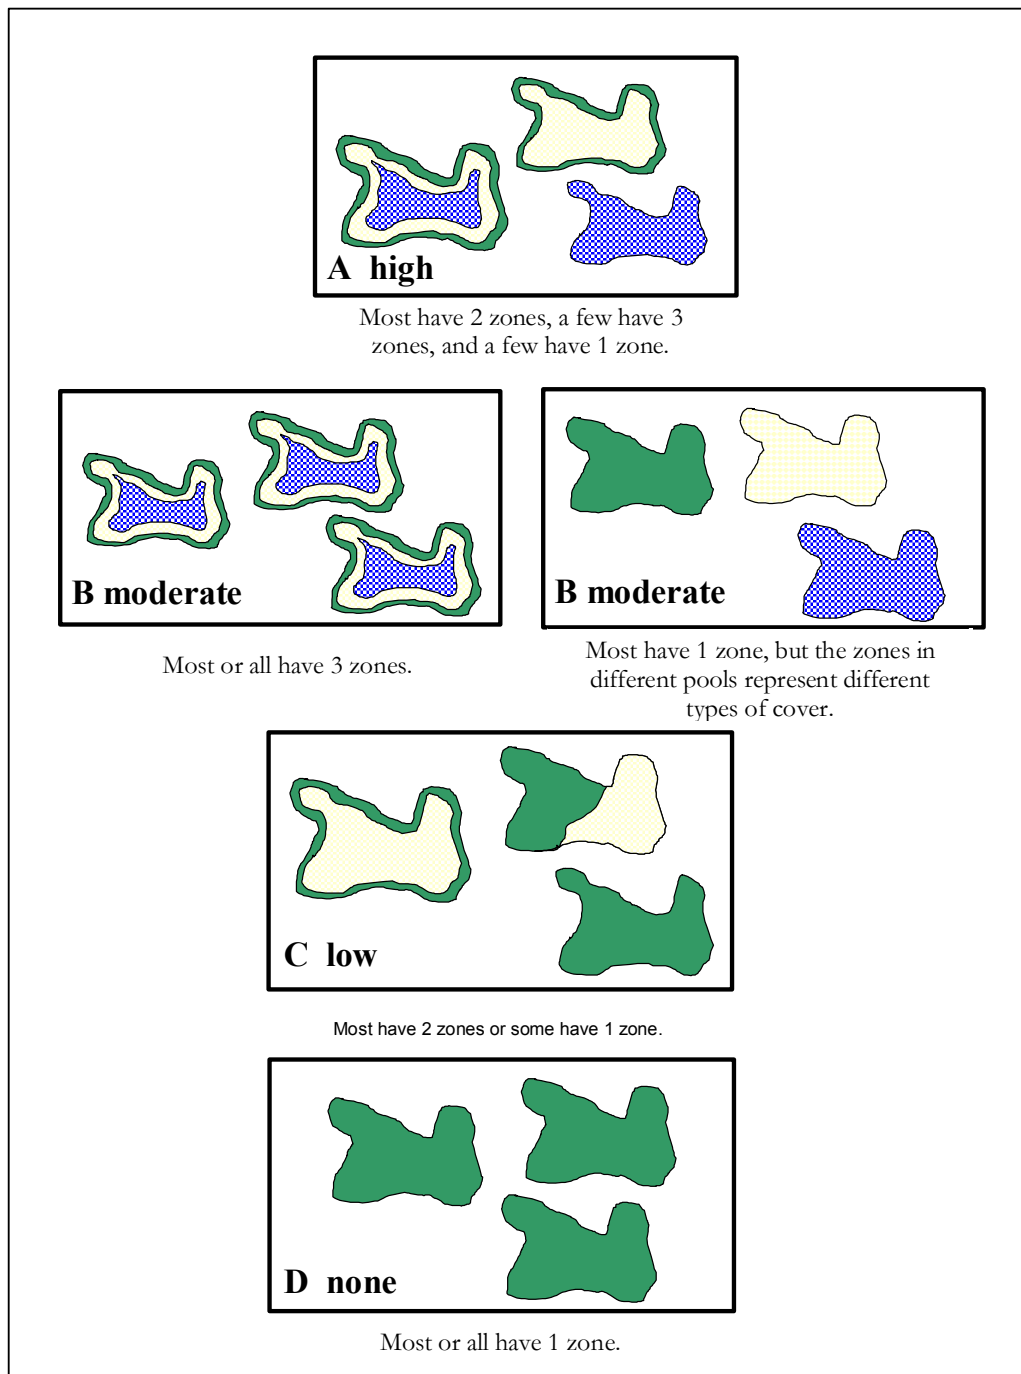 A high
Most have 2 zones, a few have 3
zones, and a few have 1 zone.
B moderate
Most or all have 3 zones.
B moderate
Most have 1 zone, but the zones in
different pools represent different
types of cover.
C low
Most have 2 zones or some have 1 zone.
D none
Most or all have 1 zone.